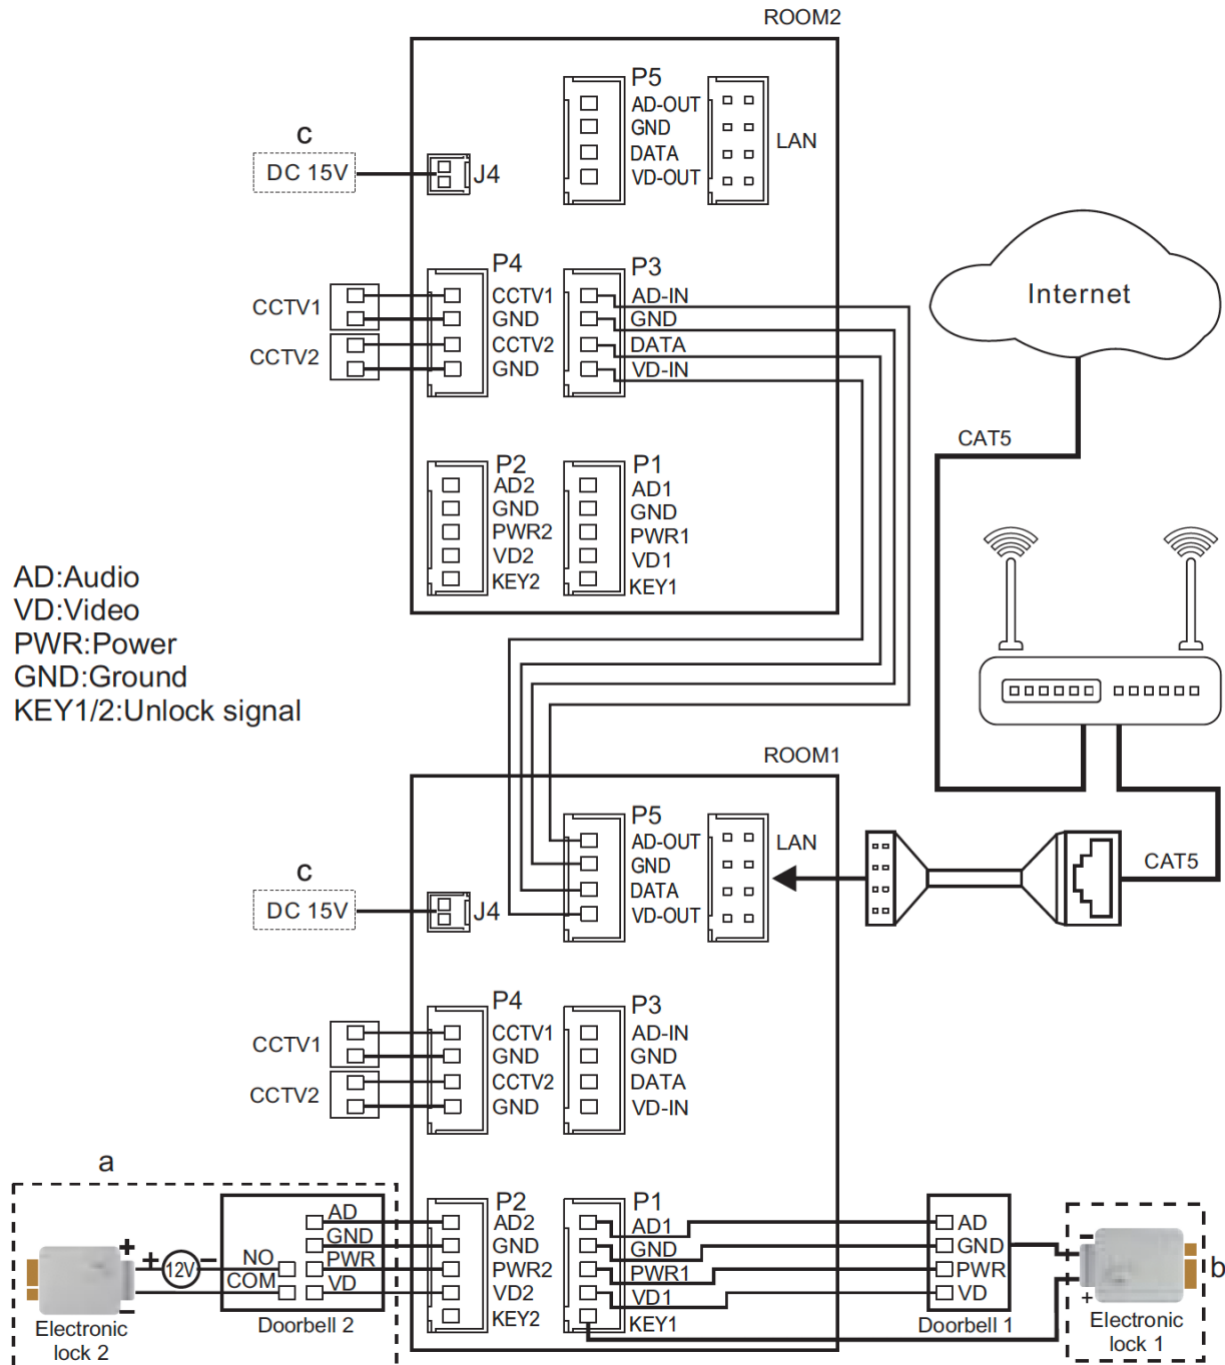 ROOM2
P5
AD-OUT
GND
DATA
VD-OUT
LAN
c
DC 15V
J4
P4
CCTV1
GND
CCTV2
GND
P3
AD-IN
GND
DATA
VD-IN
CCTV1
CCTV2
Internet
CAT5
P2
AD2
GND
PWR2
VD2
KEY2
P1
AD1
GND
PWR1
VD1
KEY1
AD:Audio
VD:Video
PWR:Power
GND:Ground
KEY1/2:Unlock signal
ROOM1
P5
AD-OUT
GND
DATA
VD-OUT
LAN
CAT5
c
DC 15V
J4
P4
CCTV1
GND
CCTV2
GND
P3
AD-IN
GND
DATA
VD-IN
CCTV1
CCTV2
a
AD
GND
PWR
VD
NO
COM
+
+
12V
−
−
Electronic
lock 2
Doorbell 2
P2
AD2
GND
PWR2
VD2
KEY2
P1
AD1
GND
PWR1
VD1
KEY1
AD
GND
PWR
VD
Doorbell 1
−
+
b
Electronic
lock 1